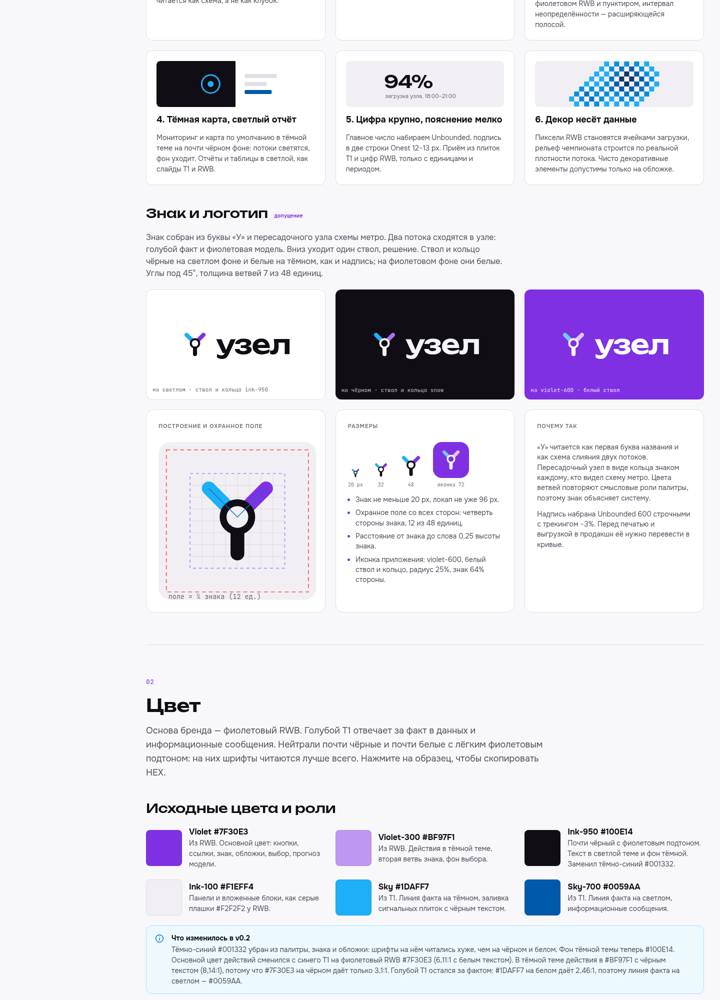 читается как схема, а не как клубок.
фиолетовом RWB и пунктиром, интервал
неопределённости — расширяющейся
полосой.
94%
загрузка узла, 18:00–21:00
4. Тёмная карта, светлый отчёт
Мониторинг и карта по умолчанию в тёмной
теме на почти чёрном фоне: потоки светятся,
фон уходит. Отчёты и таблицы в светлой, как
слайды T1 и RWB.
5. Цифра крупно, пояснение мелко
Главное число набираем Unbounded, подпись
в две строки Onest 12–13 px. Приём из плиток
T1 и цифр RWB, только с единицами и
периодом.
6. Декор несёт данные
Пиксели RWB становятся ячейками загрузки,
рельеф чемпиона строится по реальной
плотности потока. Чисто декоративные
элементы допустимы только на обложке.
Знак и логотип допущение
Знак собран из буквы «У» и пересадочного узла схемы метро. Два потока сходятся в узле:
голубой факт и фиолетовая модель. Вниз уходит один ствол, решение. Ствол и кольцо
чёрные на светлом фоне и белые на тёмном, как и надпись; на фиолетовом фоне они белые.
Углы под 45°, толщина ветвей 7 из 48 единиц.
узел
на светлом · ствол и кольцо ink-950
узел
на чёрном · ствол и кольцо snow
узел
на violet-600 · белый ствол
ПОСТРОЕНИЕ И ОХРАННОЕ ПОЛЕ
поле = ¼ знака (12 ед.)
РАЗМЕРЫ
20 px
32
48
иконка 72
Знак не меньше 20 px, локап не уже 96 px.
Охранное поле со всех сторон: четверть
стороны знака, 12 из 48 единиц.
Расстояние от знака до слова 0,25 высоты
знака.
Иконка приложения: violet-600, белый
ствол и кольцо, радиус 25%, знак 64%
стороны.
ПОЧЕМУ ТАК
«У» читается как первая буква названия и
как схема слияния двух потоков.
Пересадочный узел в виде кольца знаком
каждому, кто видел схему метро. Цвета
ветвей повторяют смысловые роли палитры,
поэтому знак объясняет систему.
Надпись набрана Unbounded 600 строчными
с трекингом −3%. Перед печатью и
выгрузкой в продакшн её нужно перевести в
кривые.
02
Цвет
Основа бренда — фиолетовый RWB. Голубой T1 отвечает за факт в данных и
информационные сообщения. Нейтрали почти чёрные и почти белые с лёгким фиолетовым
подтоном: на них шрифты читаются лучше всего. Нажмите на образец, чтобы скопировать
HEX.
Исходные цвета и роли
Violet #7F30E3
Из RWB. Основной цвет: кнопки,
ссылки, знак, обложки, выбор, прогноз
модели.
Violet-300 #BF97F1
Из RWB. Действия в тёмной теме,
вторая ветвь знака, фон выбора.
Ink-950 #100E14
Почти чёрный с фиолетовым подтоном.
Текст в светлой теме и фон тёмной.
Заменил тёмно-синий #001332.
Ink-100 #F1EFF4
Панели и вложенные блоки, как серые
плашки #F2F2F2 у RWB.
Sky #1DAFF7
Из T1. Линия факта на тёмном, заливка
сигнальных плиток с чёрным текстом.
Sky-700 #0059AA
Из T1. Линия факта на светлом,
информационные сообщения.
Что изменилось в v0.2
Тёмно-синий #001332 убран из палитры, знака и обложки: шрифты на нём читались хуже, чем на чёрном и белом. Фон тёмной темы теперь #100E14.
Основной цвет действий сменился с синего T1 на фиолетовый RWB #7F30E3 (6,11:1 с белым текстом). В тёмной теме действия в #BF97F1 с чёрным
текстом (8,14:1), потому что #7F30E3 на чёрном даёт только 3,1:1. Голубой T1 остался за фактом: #1DAFF7 на белом даёт 2,46:1, поэтому линия факта на
светлом — #0059AA.